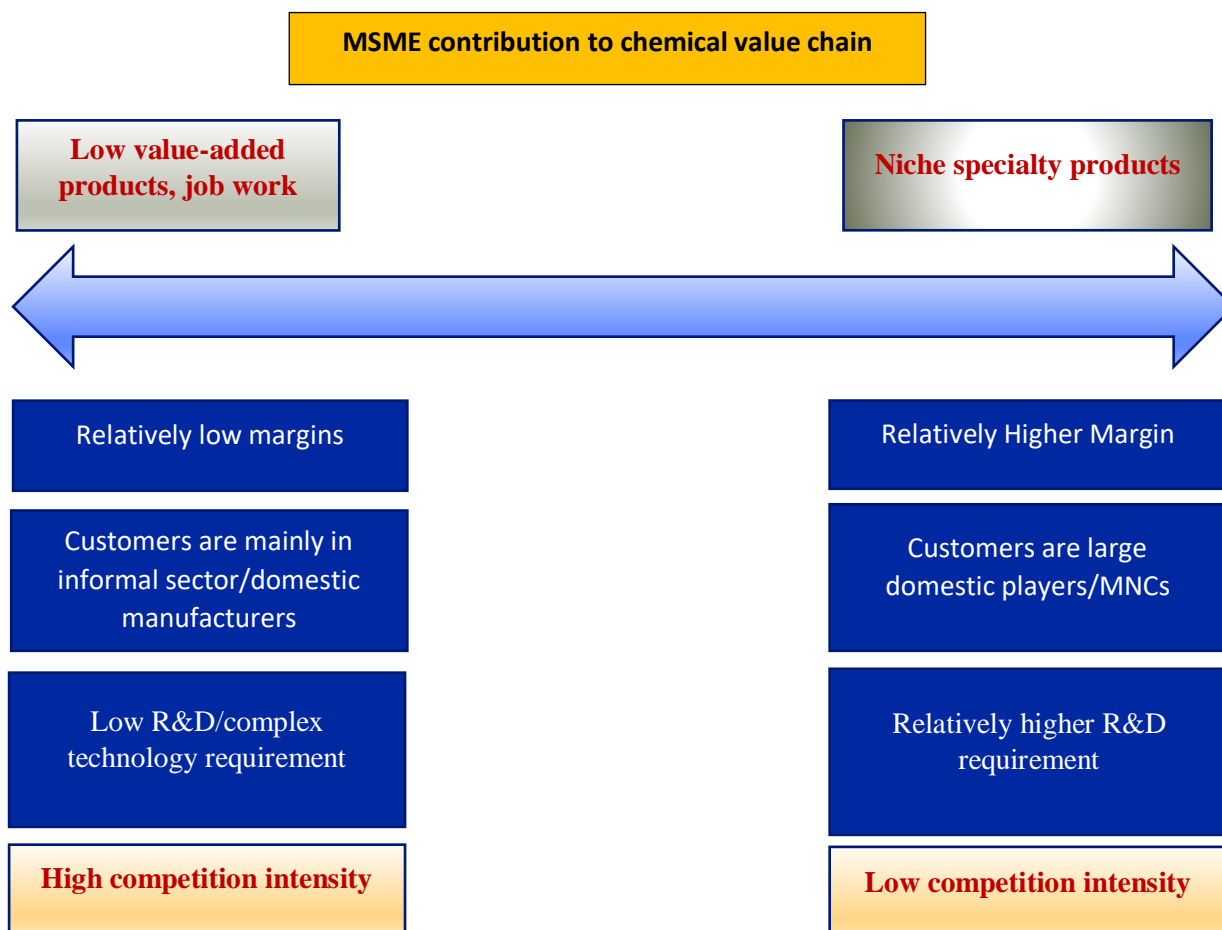 MSME contribution to chemical value chain
Low value-added
products, job work
Niche specialty products
Relatively low margins
Relatively Higher Margin
Customers are mainly in
informal sector/domestic
manufacturers
Customers are large
domestic players/MNCs
Low R&D/complex
technology requirement
Relatively higher R&D
requirement
High competition intensity
Low competition intensity